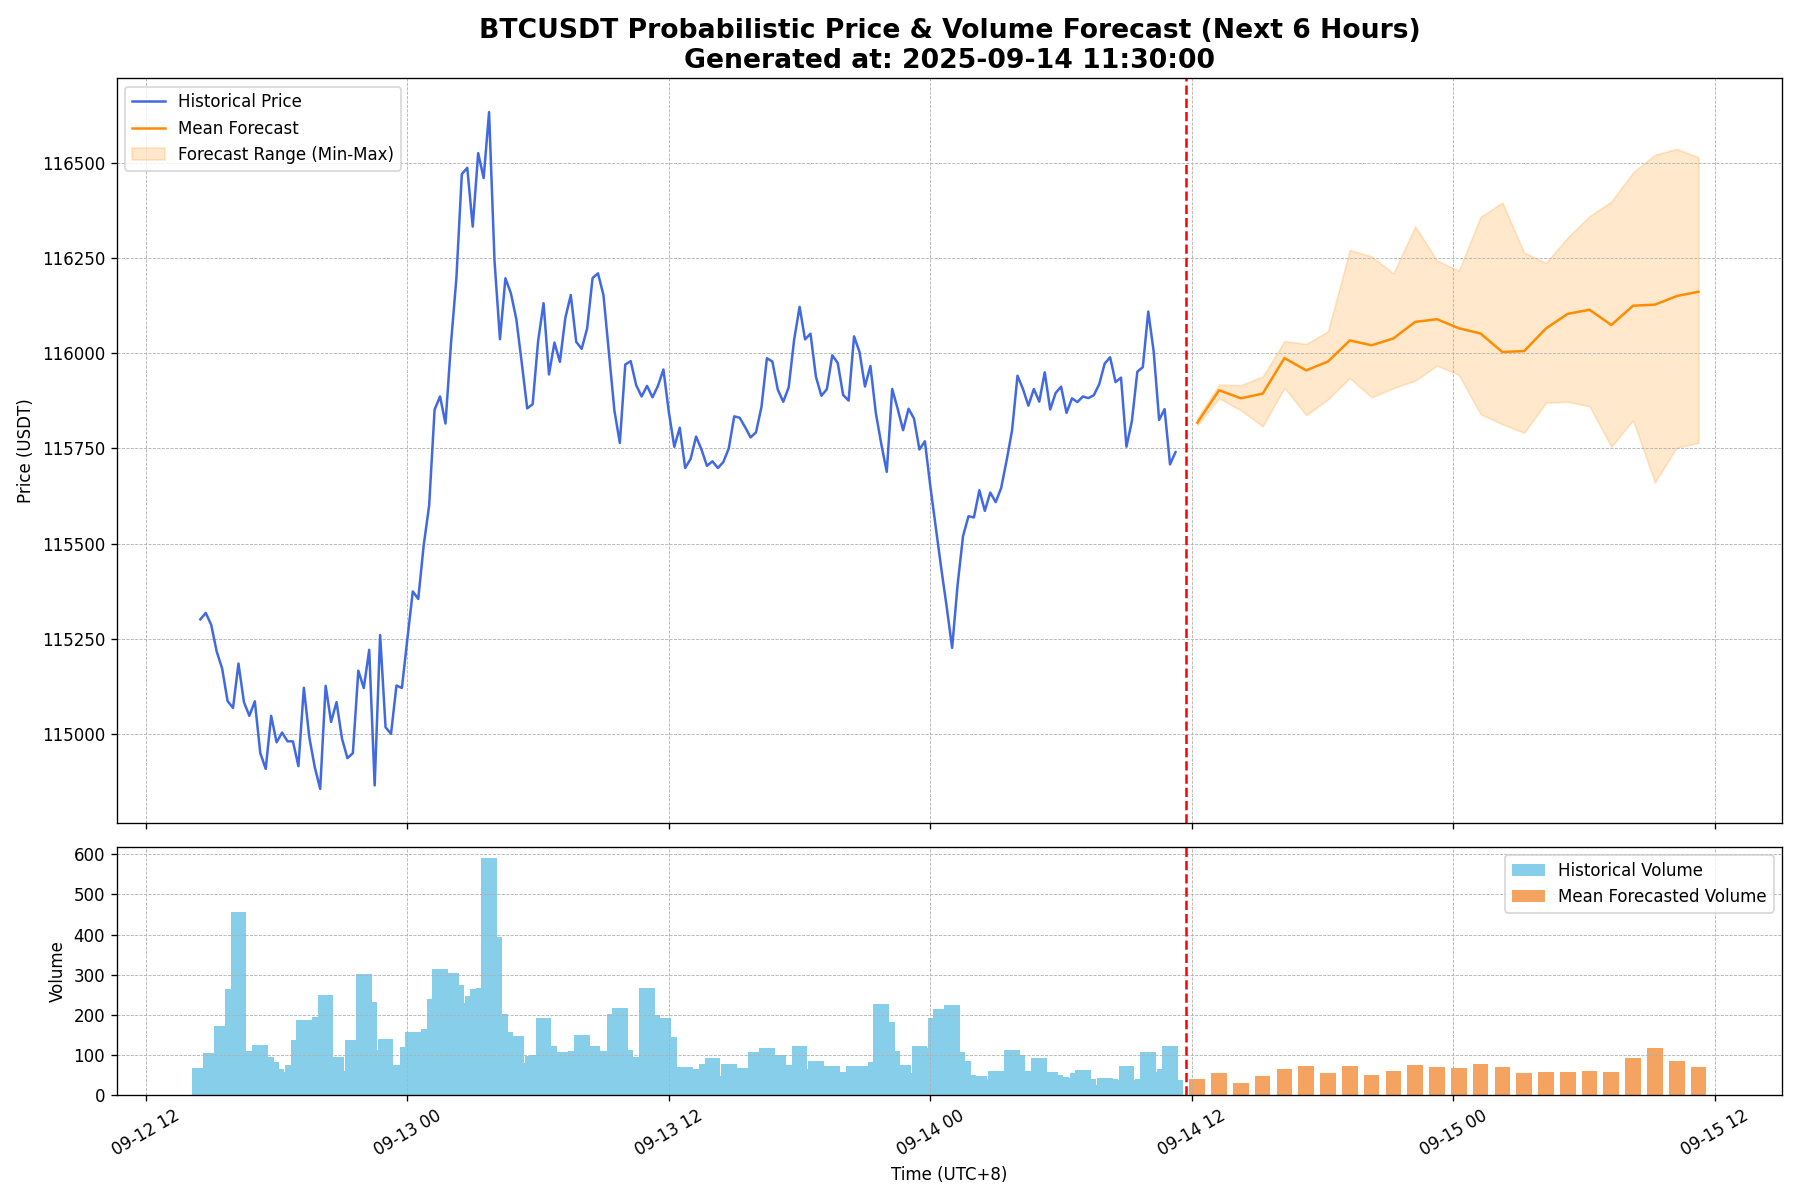 BTCUSDT Probabilistic Price & Volume Forecast (Next 6 Hours)
Generated at: 2025-09-14 11:30:00
Historical Price
Mean Forecast
Forecast Range (Min-Max)
Price (USDT)
116500
116250
116000
115750
115500
115250
115000
Historical Volume
Mean Forecasted Volume
Volume
600
500
400
300
200
100
0
09-12 12
09-13 00
09-13 12
09-14 00
09-14 12
09-15 00
09-15 12
Time (UTC+8)